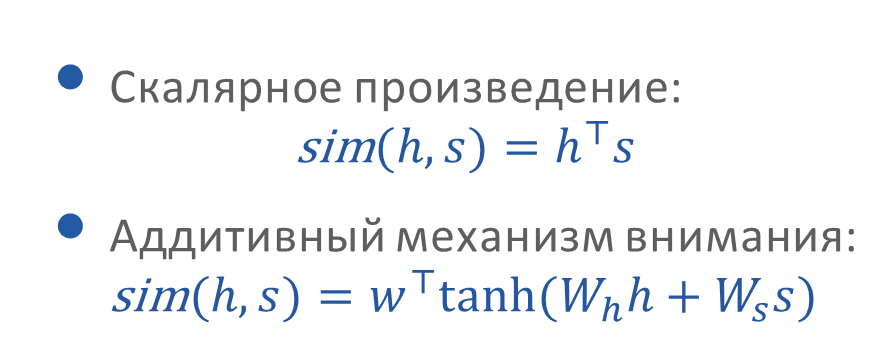 • Скалярное произведение:
sim(h, s) = h⊤s
• Аддитивный механизм внимания:
sim(h, s) = w⊤tanh(Wₕh + Wₛs)